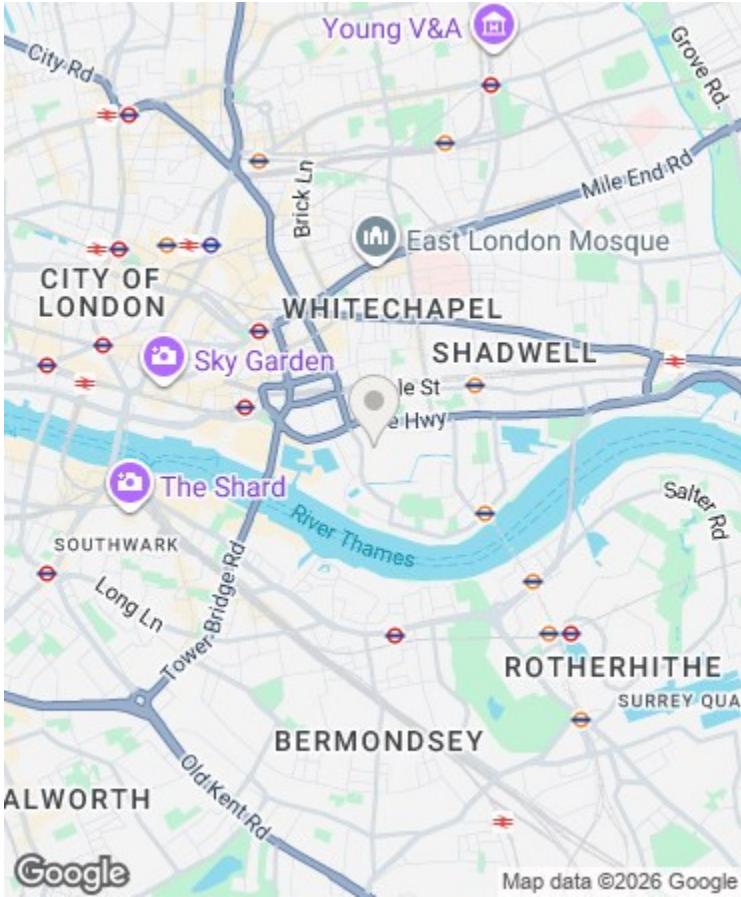 Young V&A
City Rd
Grove Rd.
Brick Ln
Mile End Rd
East London Mosque
CITY OF
LONDON
WHITECHAPEL
SHADWELL
Sky Garden
le St
e Hwy
The Shard
River Thames
Salter Rd
SOUTHWARK
Long Ln
Tower Bridge Rd
ROTHERHITHE
SURREY QUA
BERMONDSEY
ALWORTH
Old Kent Rd
Google
Map data ©2026 Google